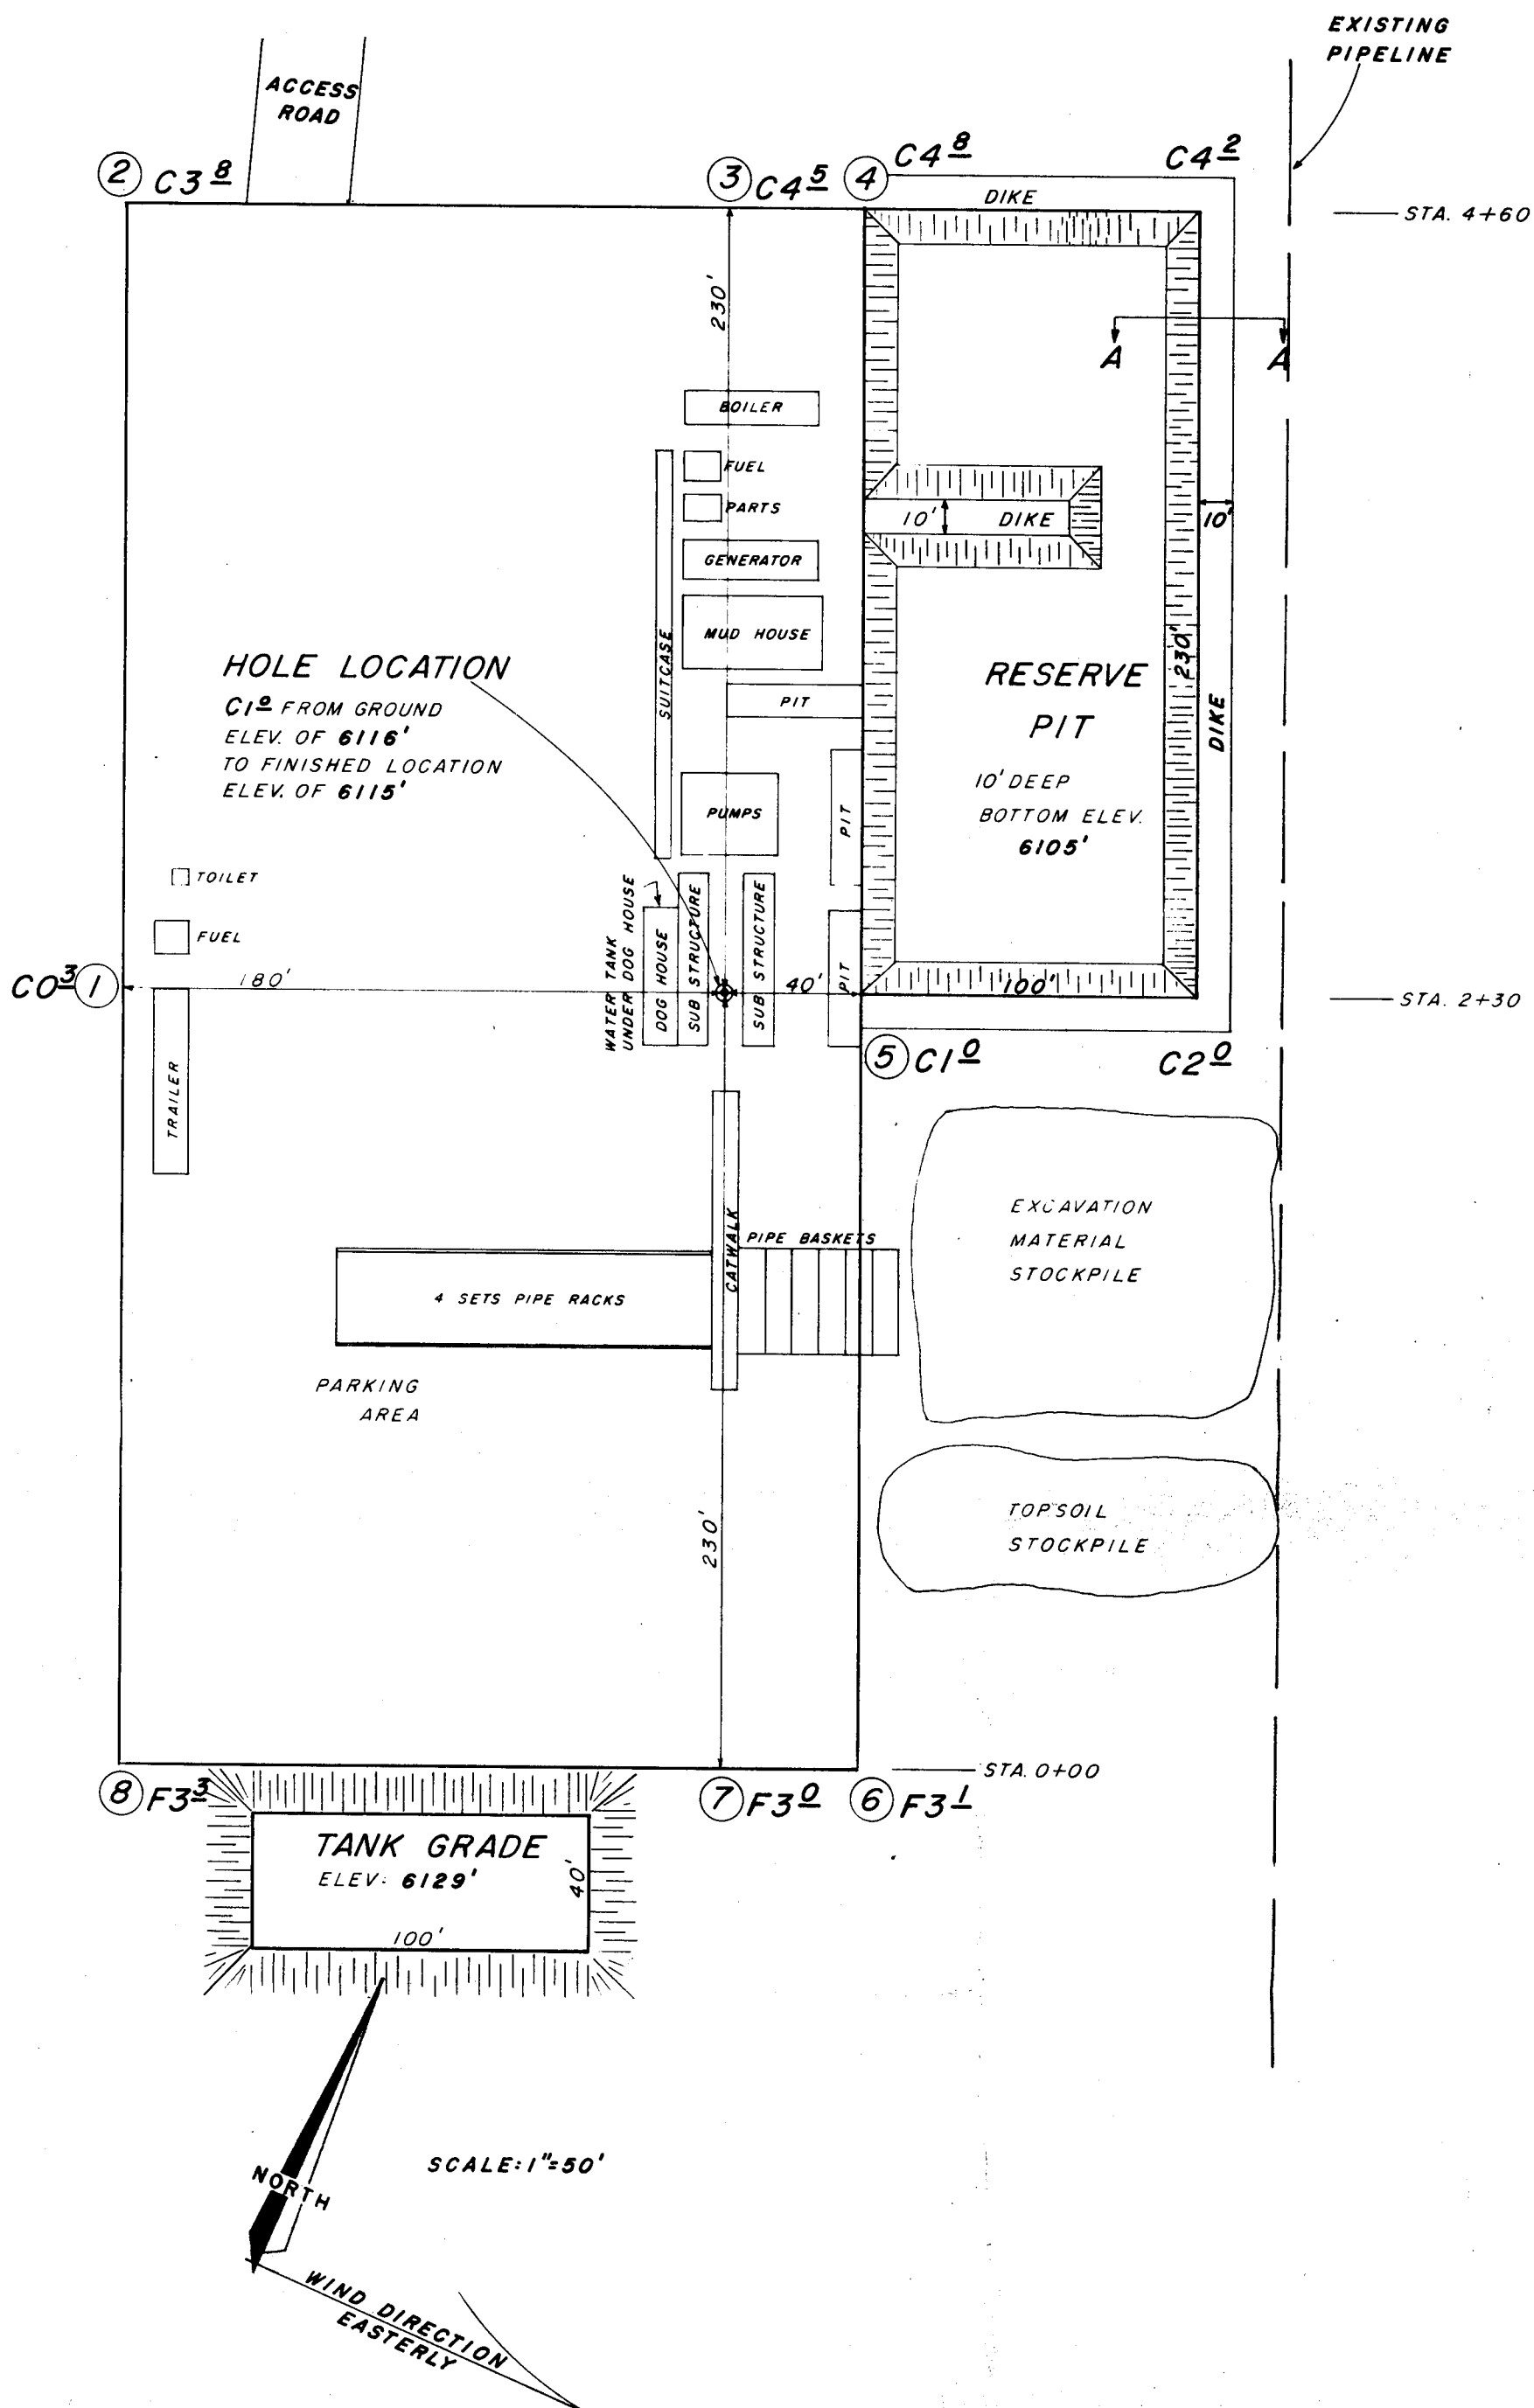 EXISTING
PIPELINE
ACCESS
ROAD
2 C3 8
3 C4 5
4 C4 8
C4 2
DIKE
STA. 4+60
230'
A A
BOILER
FUEL
PARTS
GENERATOR
SUITCASE
MUD HOUSE
PIT
10' DIKE
10'
230'
DIKE
HOLE LOCATION
C1 0 FROM GROUND
ELEV. OF 6116'
TO FINISHED LOCATION
ELEV. OF 6115'
RESERVE
PIT
10' DEEP
BOTTOM ELEV.
6105'
PUMPS
PIT
TOILET
FUEL
WATER TANK
UNDER DOG HOUSE
DOG HOUSE
SUB STRUCTURE
SUB STRUCTURE
PIT
C0 3 1
180'
40'
100'
STA. 2+30
5 C1 0
C2 0
TRAILER
CATWALK
PIPE BASKETS
4 SETS PIPE RACKS
EXCAVATION
MATERIAL
STOCKPILE
PARKING
AREA
TOPSOIL
STOCKPILE
230'
STA. 0+00
8 F3 3
7 F3 0
6 F3 1
TANK GRADE
ELEV: 6129'
40'
100'
NORTH
SCALE: 1"=50'
WIND DIRECTION
EASTERLY